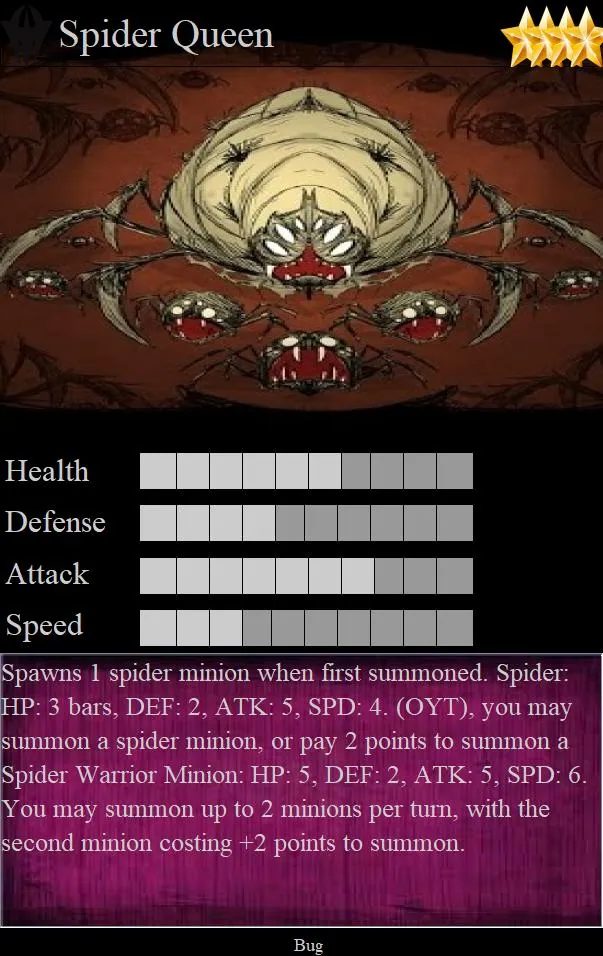 Spider Queen
Health
Defense
Attack
Speed
Spawns 1 spider minion when first summoned. Spider:
HP: 3 bars, DEF: 2, ATK: 5, SPD: 4. (OYT), you may
summon a spider minion, or pay 2 points to summon a
Spider Warrior Minion: HP: 5, DEF: 2, ATK: 5, SPD: 6.
You may summon up to 2 minions per turn, with the
second minion costing +2 points to summon.
Bug